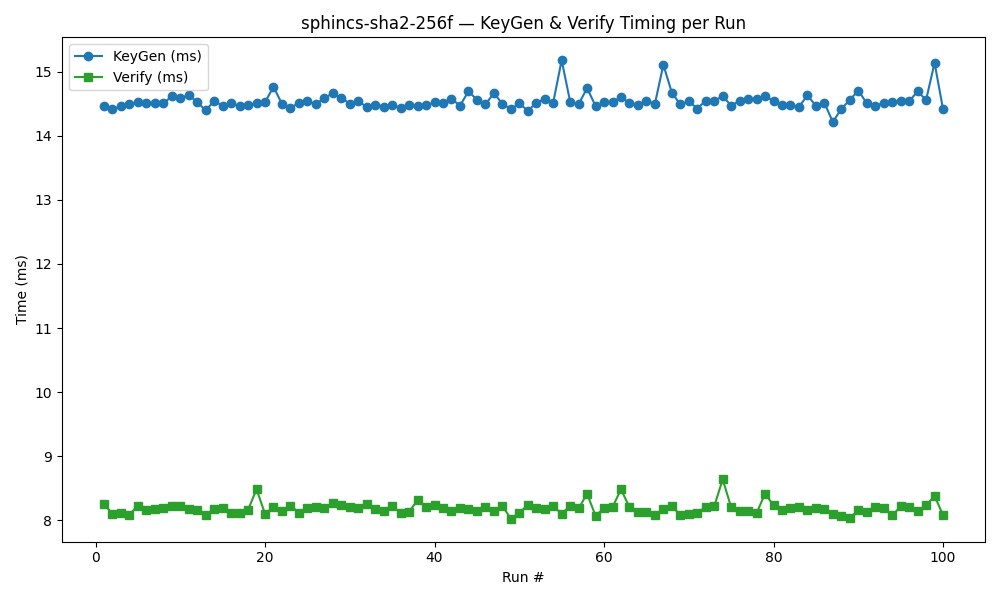 sphincs-sha2-256f — KeyGen & Verify Timing per Run
KeyGen (ms)
Verify (ms)
Time (ms)
15
14
13
12
11
10
9
8
0 20 40 60 80 100
Run #